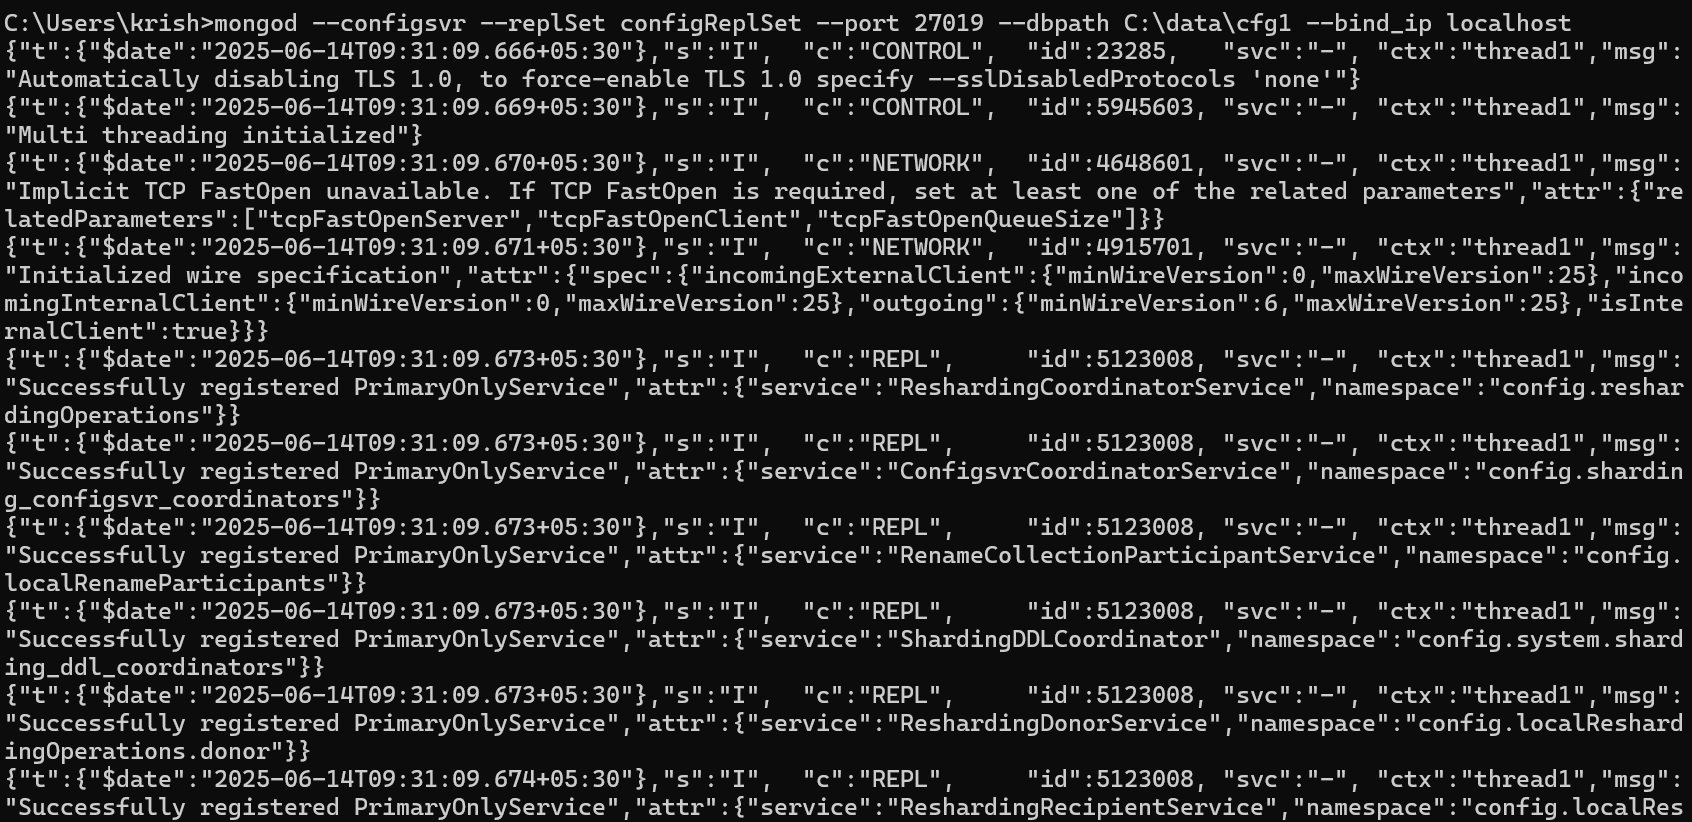 C:\Users\krish>mongod --configsvr --replSet configReplSet --port 27019 --dbpath C:\data\cfg1 --bind_ip localhost
{"t":{"$date":"2025-06-14T09:31:09.666+05:30"},"s":"I",  "c":"CONTROL",  "id":23285,   "svc":"-", "ctx":"thread1","msg":
"Automatically disabling TLS 1.0, to force-enable TLS 1.0 specify --sslDisabledProtocols 'none'"}
{"t":{"$date":"2025-06-14T09:31:09.669+05:30"},"s":"I",  "c":"CONTROL",  "id":5945603, "svc":"-", "ctx":"thread1","msg":
"Multi threading initialized"}
{"t":{"$date":"2025-06-14T09:31:09.670+05:30"},"s":"I",  "c":"NETWORK",  "id":4648601, "svc":"-", "ctx":"thread1","msg":
"Implicit TCP FastOpen unavailable. If TCP FastOpen is required, set at least one of the related parameters","attr":{"re
latedParameters":["tcpFastOpenServer","tcpFastOpenClient","tcpFastOpenQueueSize"]}}
{"t":{"$date":"2025-06-14T09:31:09.671+05:30"},"s":"I",  "c":"NETWORK",  "id":4915701, "svc":"-", "ctx":"thread1","msg":
"Initialized wire specification","attr":{"spec":{"incomingExternalClient":{"minWireVersion":0,"maxWireVersion":25},"inco
mingInternalClient":{"minWireVersion":0,"maxWireVersion":25},"outgoing":{"minWireVersion":6,"maxWireVersion":25},"isInte
rnalClient":true}}}
{"t":{"$date":"2025-06-14T09:31:09.673+05:30"},"s":"I",  "c":"REPL",     "id":5123008, "svc":"-", "ctx":"thread1","msg":
"Successfully registered PrimaryOnlyService","attr":{"service":"ReshardingCoordinatorService","namespace":"config.reshar
dingOperations"}}
{"t":{"$date":"2025-06-14T09:31:09.673+05:30"},"s":"I",  "c":"REPL",     "id":5123008, "svc":"-", "ctx":"thread1","msg":
"Successfully registered PrimaryOnlyService","attr":{"service":"ConfigsvrCoordinatorService","namespace":"config.shardin
g_configsvr_coordinators"}}
{"t":{"$date":"2025-06-14T09:31:09.673+05:30"},"s":"I",  "c":"REPL",     "id":5123008, "svc":"-", "ctx":"thread1","msg":
"Successfully registered PrimaryOnlyService","attr":{"service":"RenameCollectionParticipantService","namespace":"config.
localRenameParticipants"}}
{"t":{"$date":"2025-06-14T09:31:09.673+05:30"},"s":"I",  "c":"REPL",     "id":5123008, "svc":"-", "ctx":"thread1","msg":
"Successfully registered PrimaryOnlyService","attr":{"service":"ShardingDDLCoordinator","namespace":"config.system.shard
ing_ddl_coordinators"}}
{"t":{"$date":"2025-06-14T09:31:09.673+05:30"},"s":"I",  "c":"REPL",     "id":5123008, "svc":"-", "ctx":"thread1","msg":
"Successfully registered PrimaryOnlyService","attr":{"service":"ReshardingDonorService","namespace":"config.localReshard
ingOperations.donor"}}
{"t":{"$date":"2025-06-14T09:31:09.674+05:30"},"s":"I",  "c":"REPL",     "id":5123008, "svc":"-", "ctx":"thread1","msg":
"Successfully registered PrimaryOnlyService","attr":{"service":"ReshardingRecipientService","namespace":"config.localRes